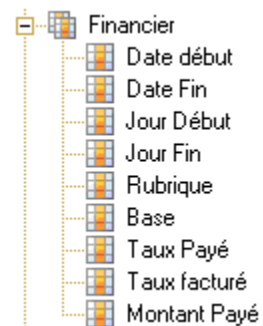 Financier
Date début
Date Fin
Jour Début
Jour Fin
Rubrique
Base
Taux Payé
Taux facturé
Montant Payé